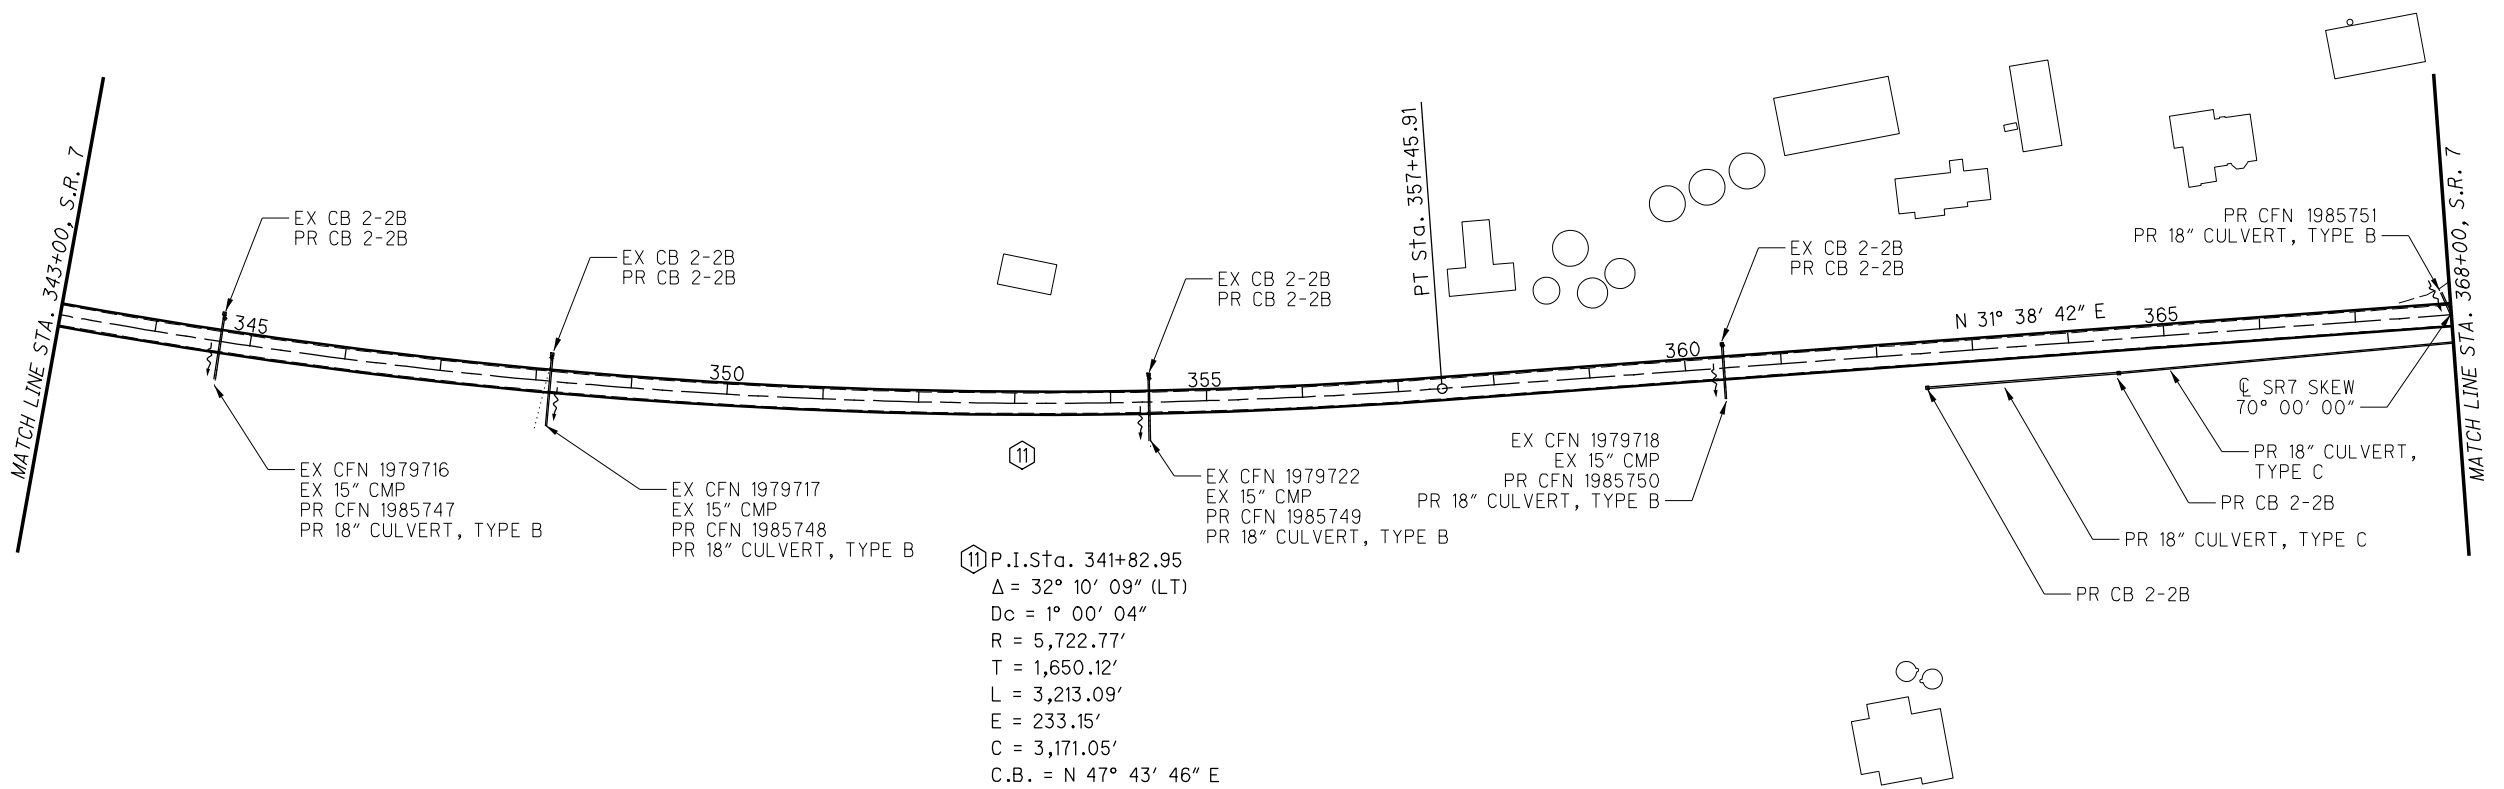 MATCH LINE STA. 343+00, S.R. 7
EX CB 2-2B
PR CB 2-2B
345
EX CFN 1979716
EX 15" CMP
PR CFN 1985747
PR 18" CULVERT, TYPE B
EX CB 2-2B
PR CB 2-2B
EX CFN 1979717
EX 15" CMP
PR CFN 1985748
PR 18" CULVERT, TYPE B
350
11
11 P.I.Sta. 341+82.95
Δ = 32° 10' 09" (LT)
Dc = 1° 00' 04"
R = 5,722.77'
T = 1,650.12'
L = 3,213.09'
E = 233.15'
C = 3,171.05'
C.B. = N 47° 43' 46" E
EX CB 2-2B
PR CB 2-2B
355
EX CFN 1979722
EX 15" CMP
PR CFN 1985749
PR 18" CULVERT, TYPE B
PT Sta. 357+45.91
EX CB 2-2B
PR CB 2-2B
360
EX CFN 1979718
EX 15" CMP
PR CFN 1985750
PR 18" CULVERT, TYPE B
N 31° 38' 42" E
365
PR CFN 1985751
PR 18" CULVERT, TYPE B
℄ SR7 SKEW
70° 00' 00"
PR 18" CULVERT,
TYPE C
PR CB 2-2B
PR 18" CULVERT, TYPE C
PR CB 2-2B
MATCH LINE STA. 368+00, S.R. 7